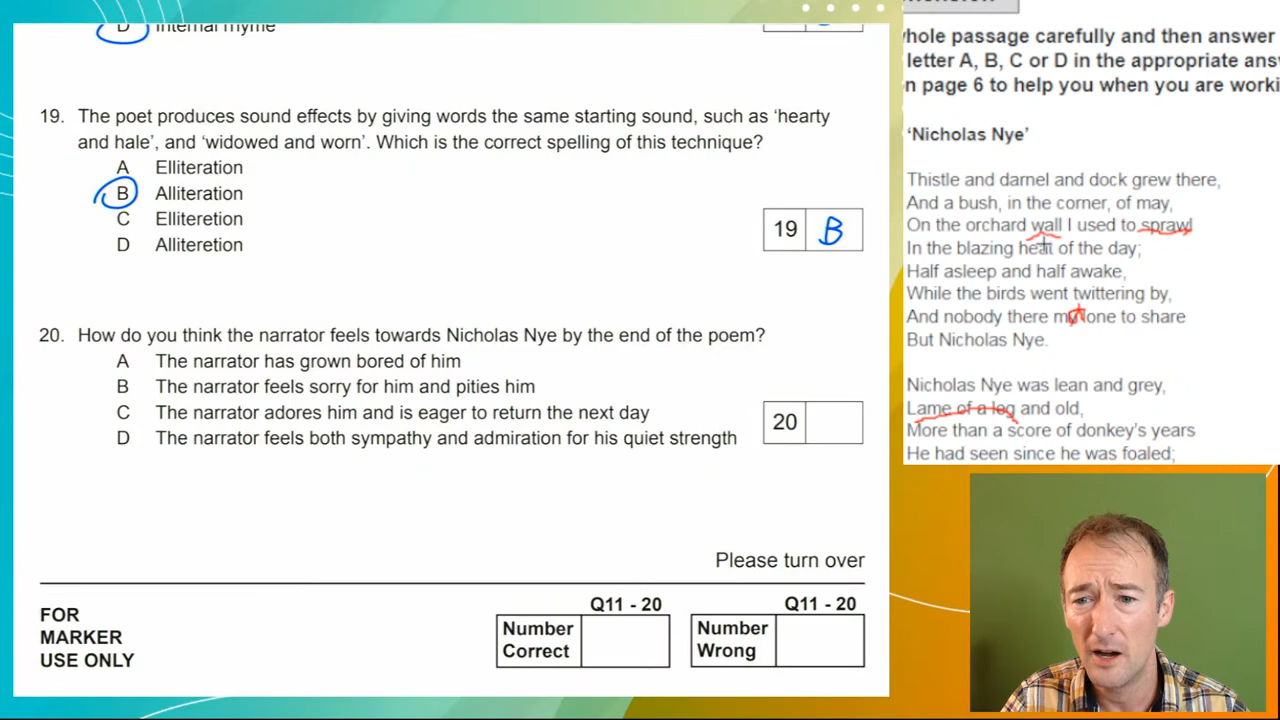 D Internal rhyme
19. The poet produces sound effects by giving words the same starting sound, such as ‘hearty
and hale’, and ‘widowed and worn’. Which is the correct spelling of this technique?
A Elliteration
B Alliteration
C Elliteretion
D Alliteretion
19 B
20. How do you think the narrator feels towards Nicholas Nye by the end of the poem?
A The narrator has grown bored of him
B The narrator feels sorry for him and pities him
C The narrator adores him and is eager to return the next day
D The narrator feels both sympathy and admiration for his quiet strength
20
Please turn over
FOR
MARKER
USE ONLY
Q11 - 20
Number
Correct
Q11 - 20
Number
Wrong
whole passage carefully and then answer
letter A, B, C or D in the appropriate
on page 6 to help you when you are
‘Nicholas Nye’
Thistle and darnel and dock grew there,
And a bush, in the corner, of may,
On the orchard wall I used to sprawl
In the blazing heat of the day;
Half asleep and half awake,
While the birds went twittering by,
And nobody there my lone to share
But Nicholas Nye.
Nicholas Nye was lean and grey,
Lame of a leg and old,
More than a score of donkey's years
He had seen since he was foaled;